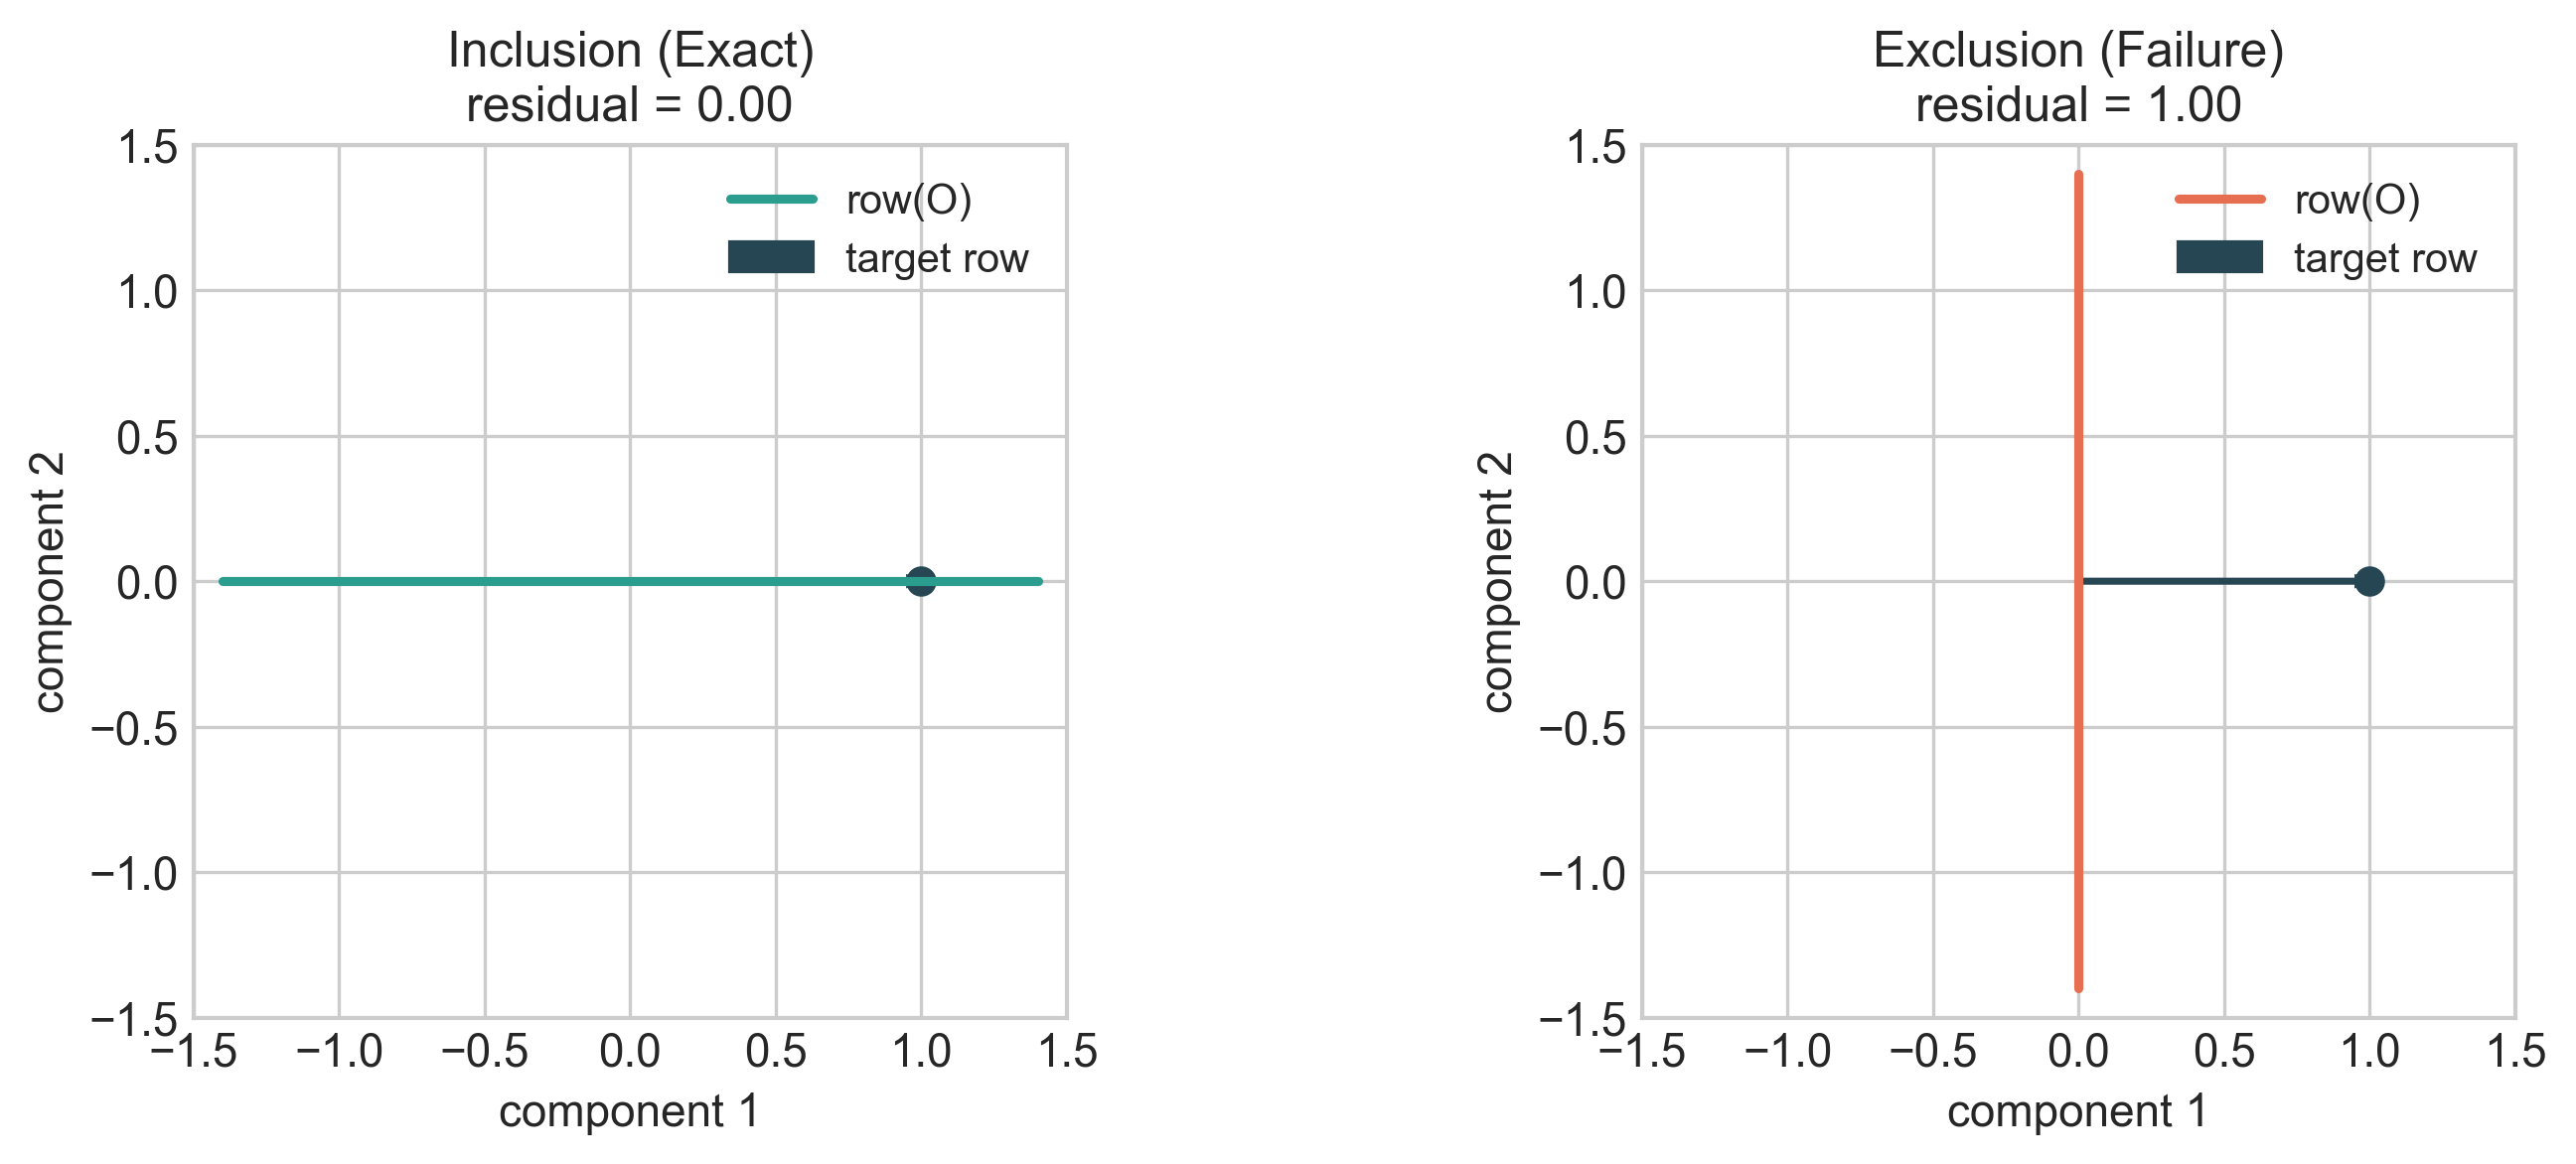 Inclusion (Exact)
residual = 0.00
1.5
1.0
0.5
0.0
−0.5
−1.0
−1.5
component 2
row(O)
target row
−1.5
−1.0
−0.5
0.0
0.5
1.0
1.5
component 1
Exclusion (Failure)
residual = 1.00
1.5
1.0
0.5
0.0
−0.5
−1.0
−1.5
component 2
row(O)
target row
−1.5
−1.0
−0.5
0.0
0.5
1.0
1.5
component 1